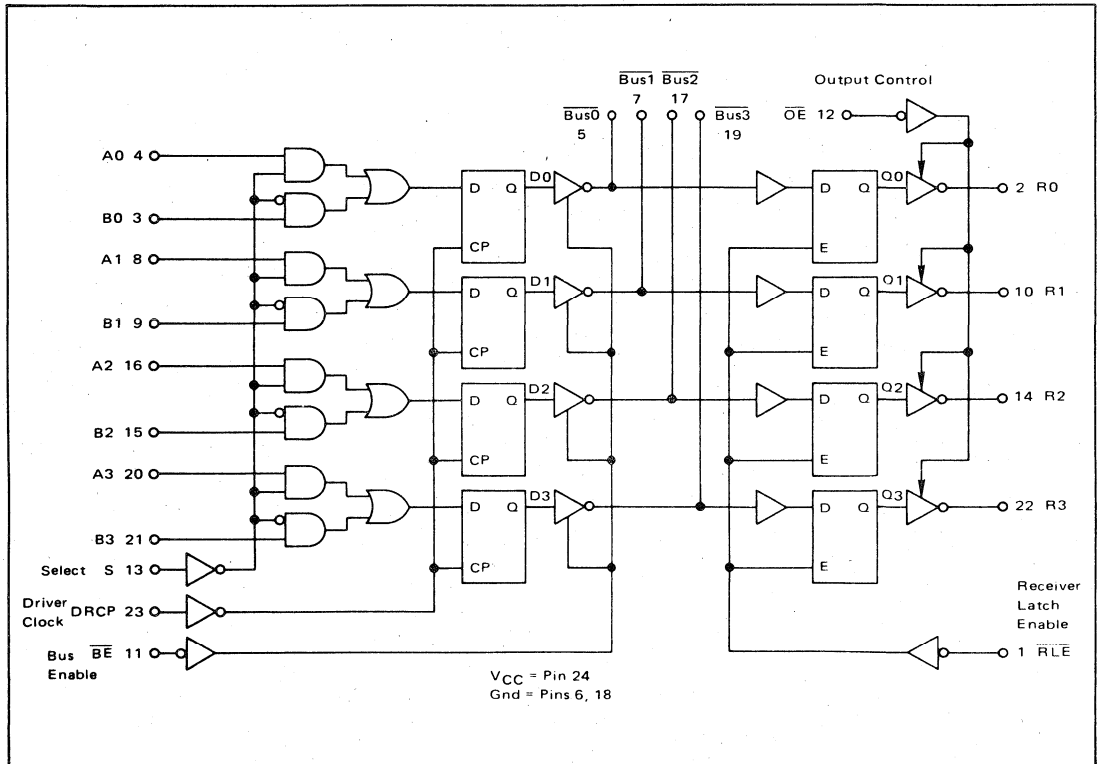 Output Control
OE 12
Bus0
5
Bus1
7
Bus2
17
Bus3
19
A0 4
B0 3
D Q
CP
D0
D Q0
E
2 R0
A1 8
B1 9
D Q
CP
D1
D Q1
E
10 R1
A2 16
B2 15
D Q
CP
D2
D Q2
E
14 R2
A3 20
B3 21
D Q
CP
D3
D Q3
E
22 R3
Select S 13
Driver
Clock
DRCP 23
Bus
Enable
BE 11
Receiver
Latch
Enable
1 RLE
VCC = Pin 24
Gnd = Pins 6, 18